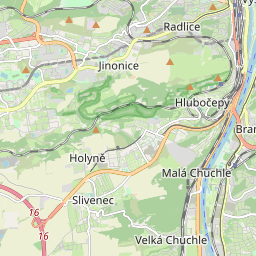 Radlice
Jinonice
Hlubočepy
Bran
Holyně
Malá Chuchle
Slivenec
16
16
Velká Chuchle